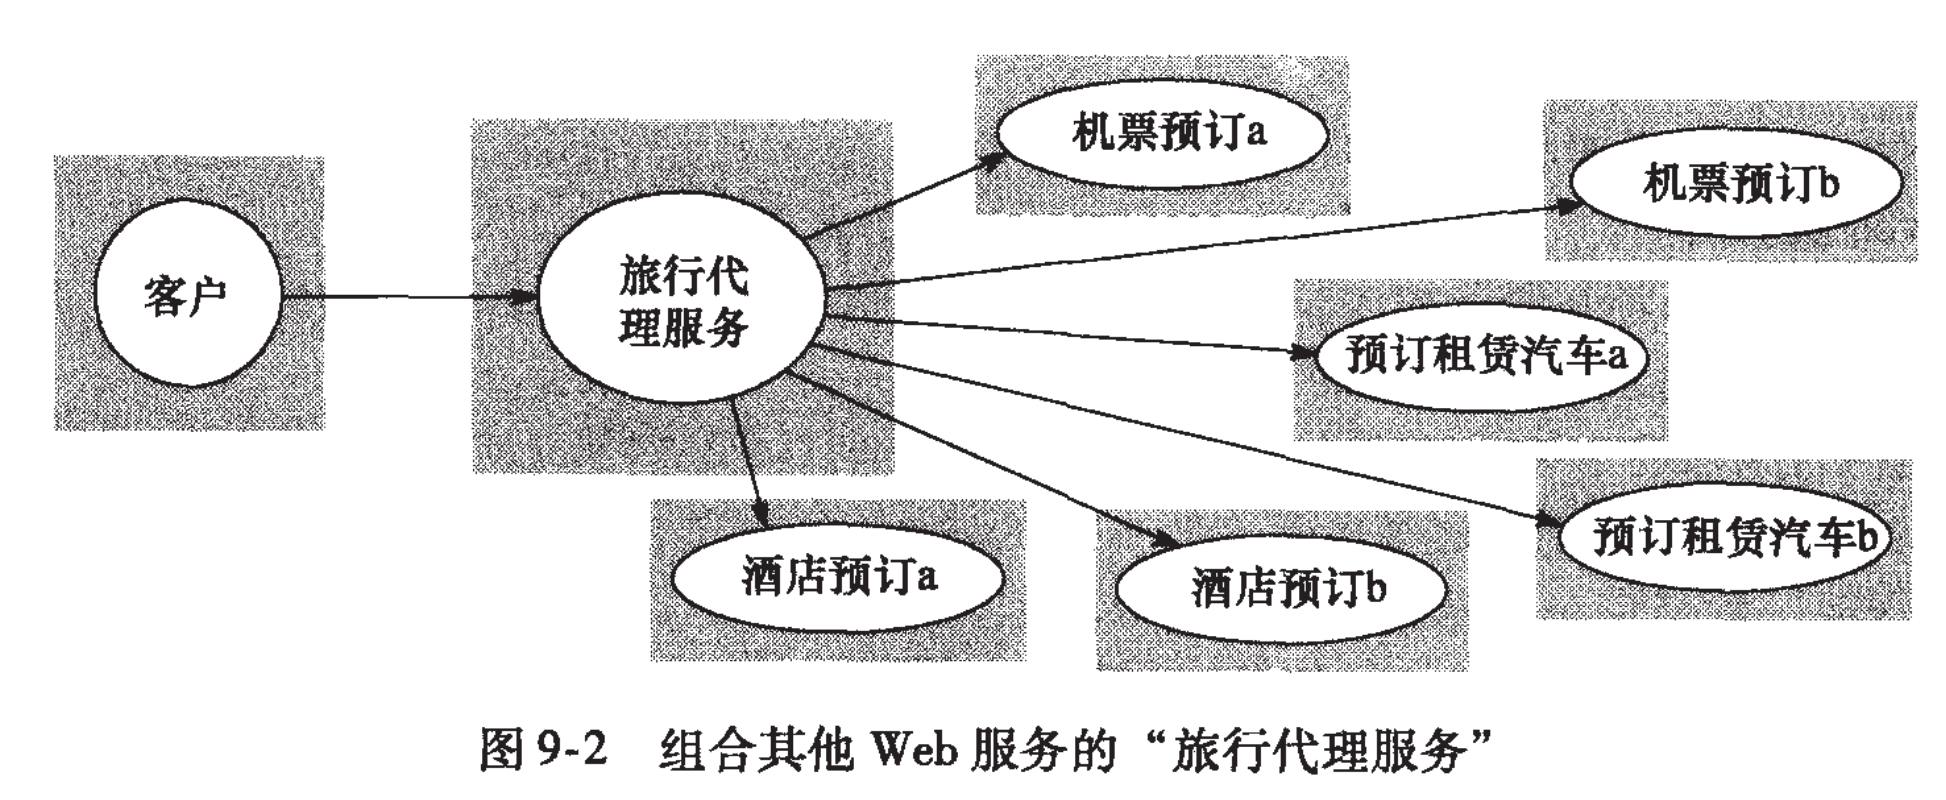 机票预订a
机票预订b
客户
旅行代
理服务
预订租赁汽车a
预订租赁汽车b
酒店预订a
酒店预订b
图 9-2 组合其他 Web 服务的“旅行代理服务”